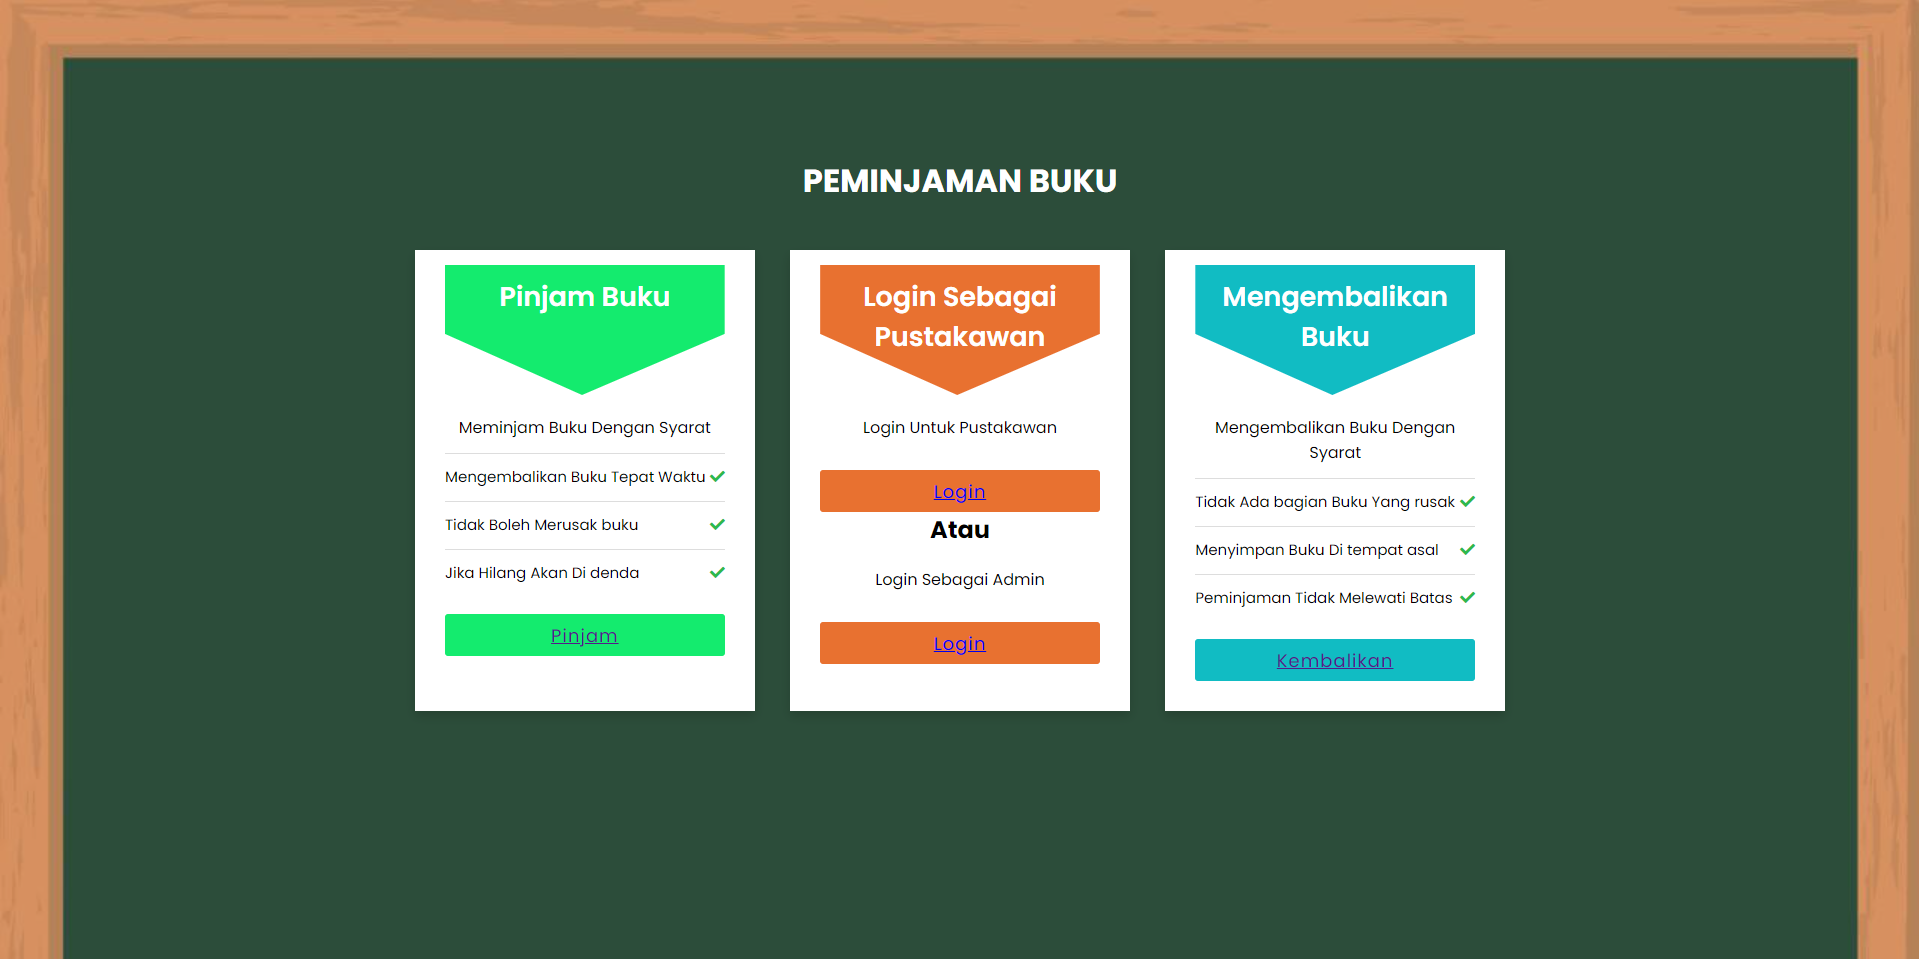 PEMINJAMAN BUKU
Pinjam Buku
Meminjam Buku Dengan Syarat
Mengembalikan Buku Tepat Waktu
Tidak Boleh Merusak buku
Jika Hilang Akan Di denda
Pinjam
Login Sebagai
Pustakawan
Login Untuk Pustakawan
Login
Atau
Login Sebagai Admin
Login
Mengembalikan
Buku
Mengembalikan Buku Dengan
Syarat
Tidak Ada bagian Buku Yang rusak
Menyimpan Buku Di tempat asal
Peminjaman Tidak Melewati Batas
Kembalikan